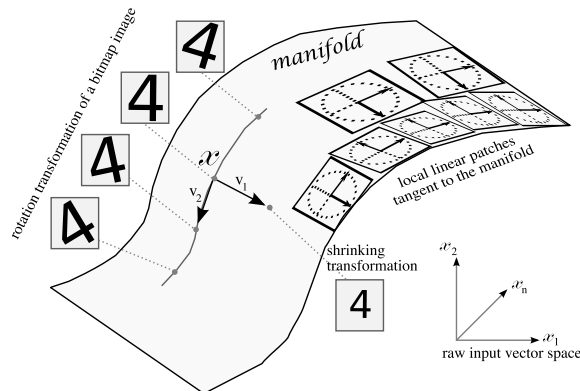 rotation transformation of a bitmap image
4
4
4
4
manifold
x
v₂
v₁
local linear patches
tangent to the manifold
shrinking
transformation
4
x₂
xₙ
x₁
raw input vector space